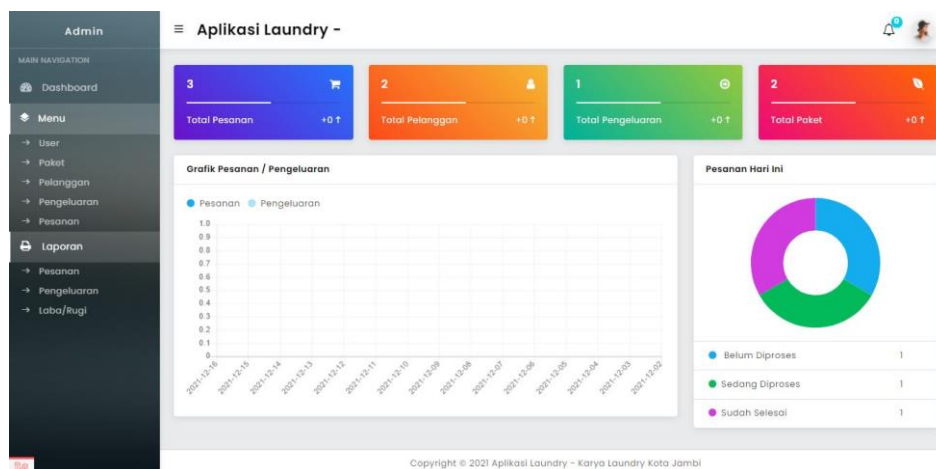 Admin
≡ Aplikasi Laundry -
0
MAIN NAVIGATION
Dashboard
Menu
→ User
→ Paket
→ Pelanggan
→ Pengeluaran
→ Pesanan
Laporan
→ Pesanan
→ Pengeluaran
→ Laba/Rugi
3
Total Pesanan +0 ↑
2
Total Pelanggan +0 ↑
1
Total Pengeluaran +0 ↑
2
Total Paket +0 ↑
Grafik Pesanan / Pengeluaran
Pesanan Pengeluaran
1.0
0.9
0.8
0.7
0.6
0.5
0.4
0.3
0.2
0.1
0
2021-12-16
2021-12-15
2021-12-14
2021-12-13
2021-12-12
2021-12-11
2021-12-10
2021-12-09
2021-12-08
2021-12-07
2021-12-06
2021-12-05
2021-12-04
2021-12-03
2021-12-02
Pesanan Hari Ini
Belum Diproses 1
Sedang Diproses 1
Sudah Selesai 1
Copyright © 2021 Aplikasi Laundry - Karya Laundry Kota Jambi